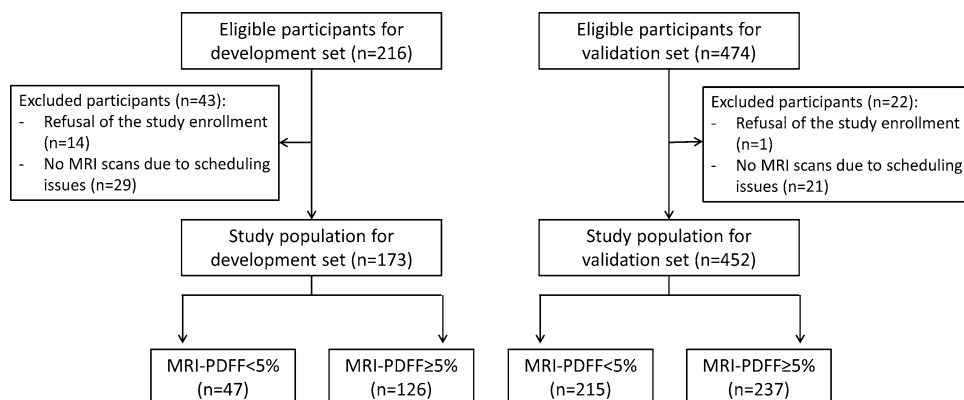 Eligible participants for
development set (n=216)
Eligible participants for
validation set (n=474)
Excluded participants (n=43):
- Refusal of the study enrollment
(n=14)
- No MRI scans due to scheduling
issues (n=29)
Excluded participants (n=22):
- Refusal of the study enrollment
(n=1)
- No MRI scans due to scheduling
issues (n=21)
Study population for
development set (n=173)
Study population for
validation set (n=452)
MRI-PDFF<5%
(n=47)
MRI-PDFF≥5%
(n=126)
MRI-PDFF<5%
(n=215)
MRI-PDFF≥5%
(n=237)